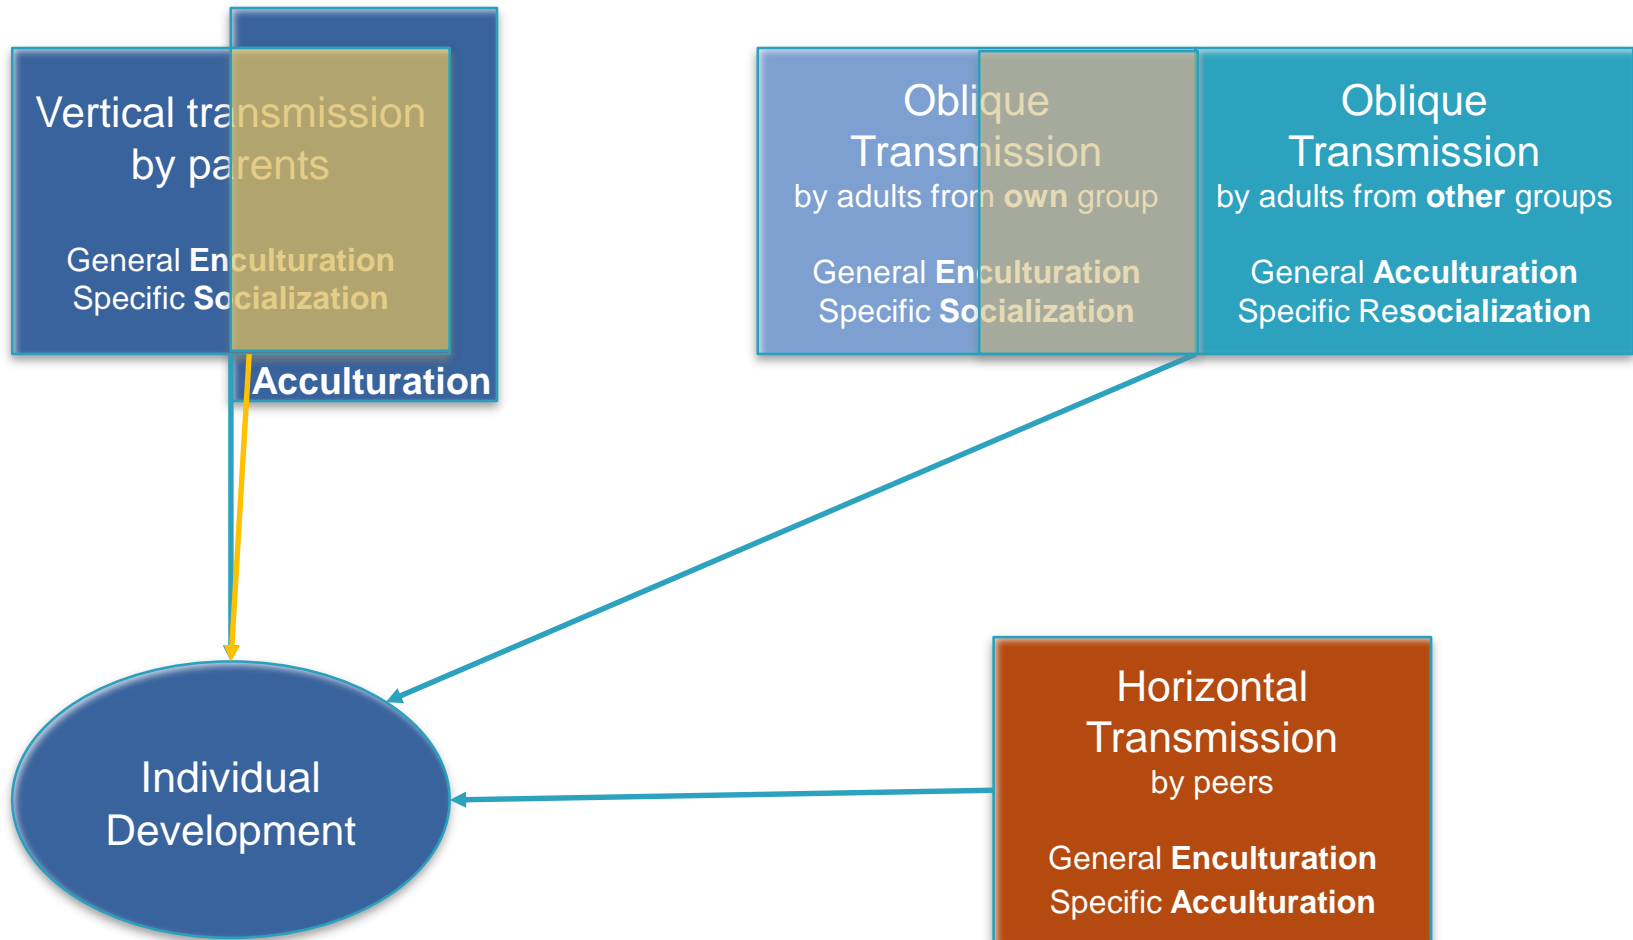 Vertical transmission
by parents
General Enculturation
Specific Socialization
Acculturation
Oblique
Transmission
by adults from own group
General Enculturation
Specific Socialization
Oblique
Transmission
by adults from other groups
General Acculturation
Specific Resocialization
Individual
Development
Horizontal
Transmission
by peers
General Enculturation
Specific Acculturation